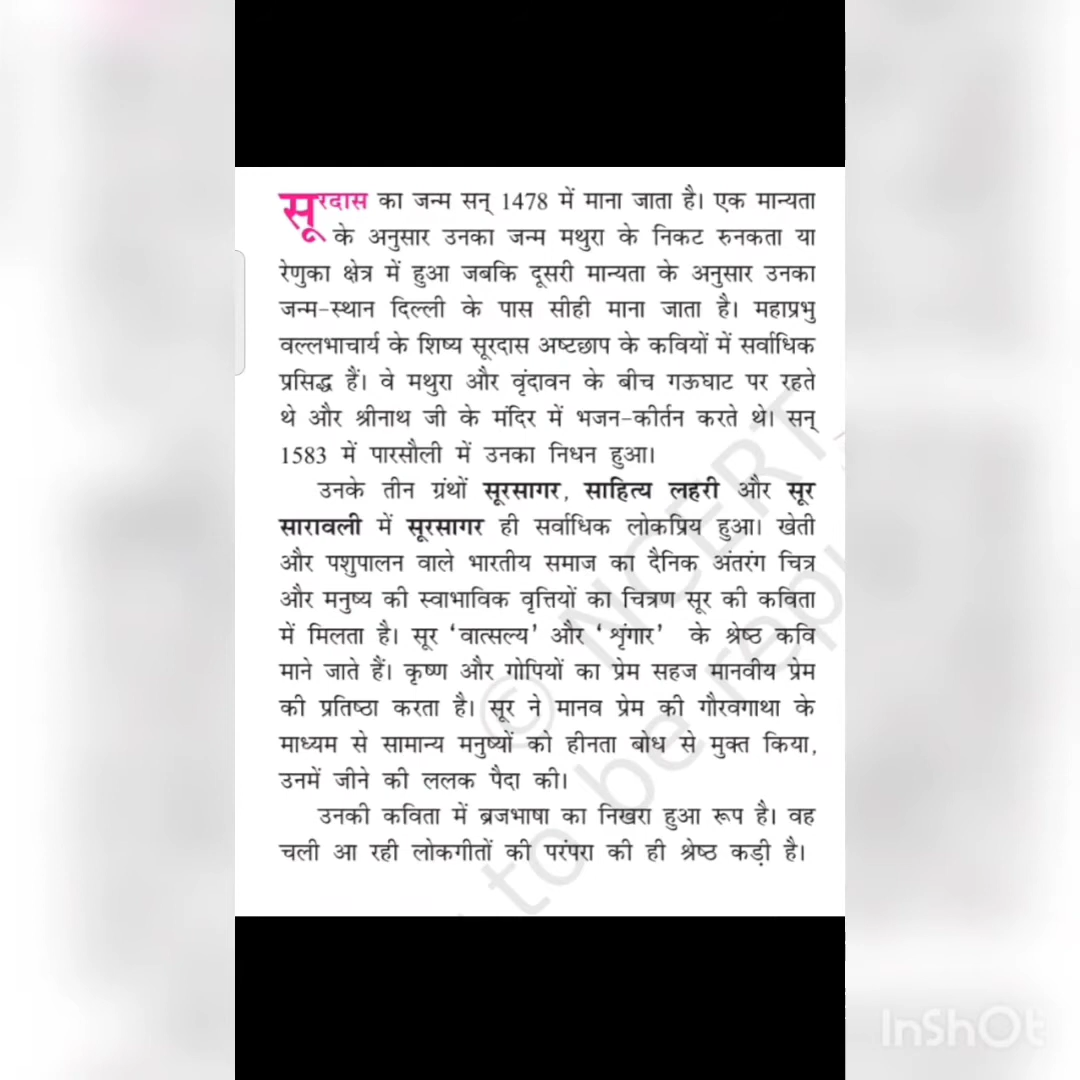 सूरदास का जन्म सन् 1478 में माना जाता है। एक मान्यता
के अनुसार उनका जन्म मथुरा के निकट रुनकता या
रेणुका क्षेत्र में हुआ जबकि दूसरी मान्यता के अनुसार उनका
जन्म-स्थान दिल्ली के पास सीही माना जाता है। महाप्रभु
वल्लभाचार्य के शिष्य सूरदास अष्टछाप के कवियों में सर्वाधिक
प्रसिद्ध हैं। वे मथुरा और वृंदावन के बीच गऊघाट पर रहते
थे और श्रीनाथ जी के मंदिर में भजन-कीर्तन करते थे। सन्
1583 में पारसौली में उनका निधन हुआ।
उनके तीन ग्रंथों सूरसागर, साहित्य लहरी और सूर
सारावली में सूरसागर ही सर्वाधिक लोकप्रिय हुआ। खेती
और पशुपालन वाले भारतीय समाज का दैनिक अंतरंग चित्र
और मनुष्य की स्वाभाविक वृत्तियों का चित्रण सूर की कविता
में मिलता है। सूर ‘वात्सल्य’ और ‘शृंगार’ के श्रेष्ठ कवि
माने जाते हैं। कृष्ण और गोपियों का प्रेम सहज मानवीय प्रेम
की प्रतिष्ठा करता है। सूर ने मानव प्रेम की गौरवगाथा के
माध्यम से सामान्य मनुष्यों को हीनता बोध से मुक्त किया,
उनमें जीने की ललक पैदा की।
उनकी कविता में ब्रजभाषा का निखरा हुआ रूप है। वह
चली आ रही लोकगीतों की परंपरा की ही श्रेष्ठ कड़ी है।
© NCERT
to be repu
InShOt